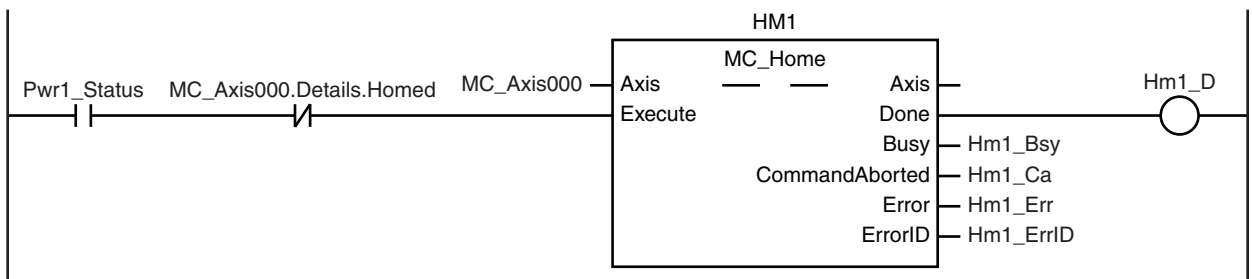 HM1
MC_Home
Pwr1_Status MC_Axis000.Details.Homed MC_Axis000 Axis Axis Hm1_D
Execute Done
Busy Hm1_Bsy
CommandAborted Hm1_Ca
Error Hm1_Err
ErrorID Hm1_ErrID